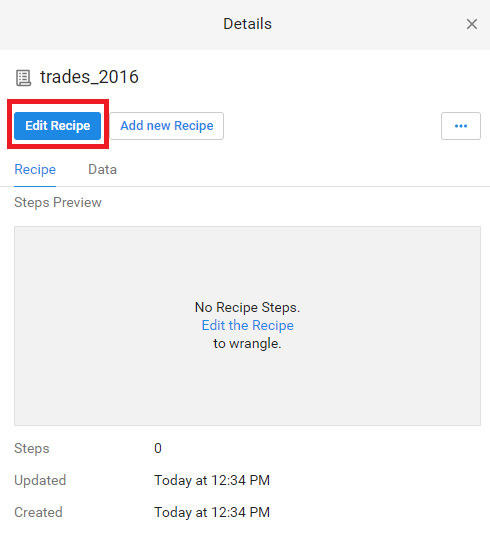 Details
trades_2016
Edit Recipe Add new Recipe
Recipe Data
Steps Preview
No Recipe Steps.
Edit the Recipe
to wrangle.
Steps 0
Updated Today at 12:34 PM
Created Today at 12:34 PM